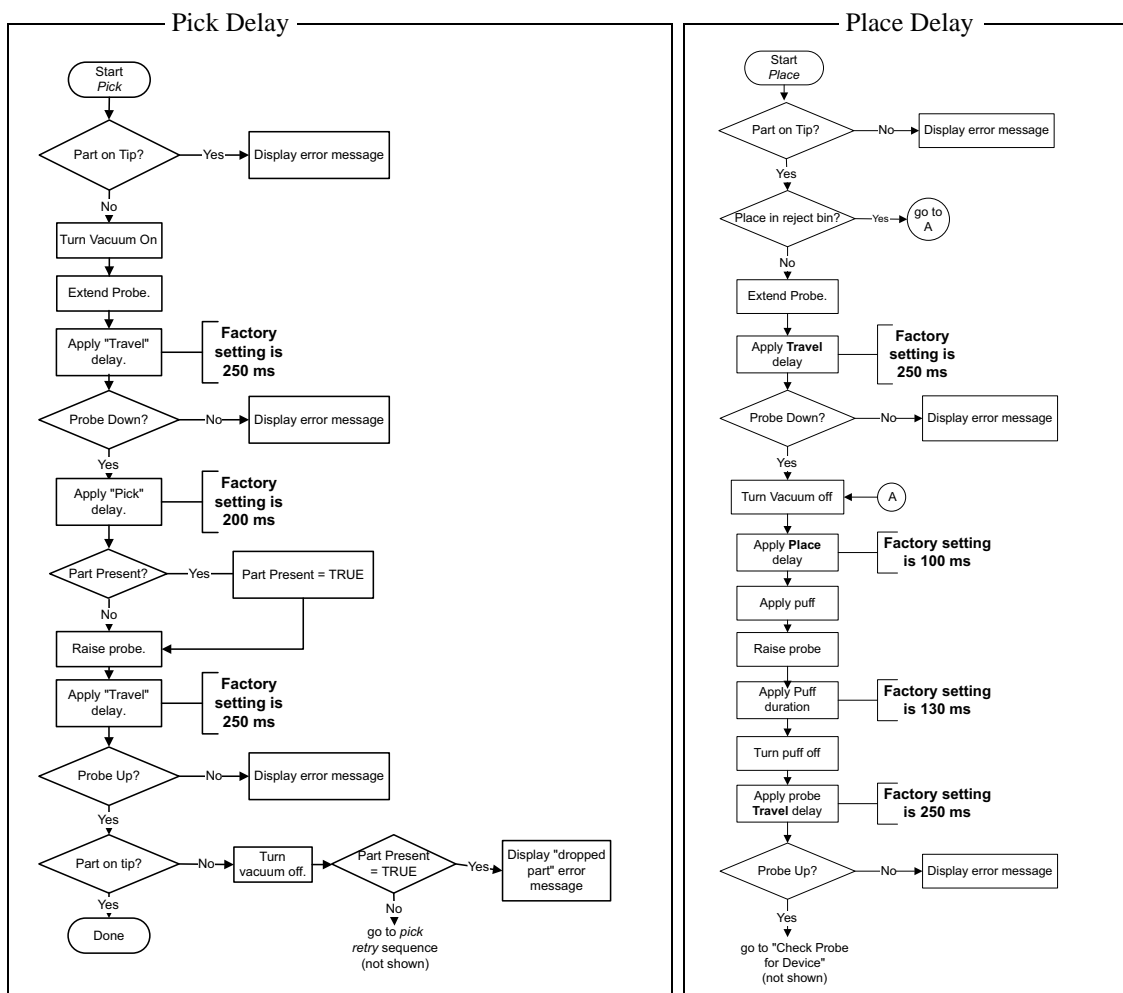 Pick Delay
Start
Pick
Part on Tip?
Yes
Display error message
No
Turn Vacuum On
Extend Probe.
Apply "Travel"
delay.
Factory
setting is
250 ms
Probe Down?
No
Display error message
Yes
Apply "Pick"
delay.
Factory
setting is
200 ms
Part Present?
Yes
Part Present = TRUE
No
Raise probe.
Apply "Travel"
delay.
Factory
setting is
250 ms
Probe Up?
No
Display error message
Yes
Part on tip?
No
Turn
vacuum off.
Part Present
= TRUE
Yes
Display "dropped
part" error
message
Yes
Done
No
go to pick
retry sequence
(not shown)
Place Delay
Start
Place
Part on Tip?
No
Display error message
Yes
Place in reject bin?
Yes
go to
A
No
Extend Probe.
Apply Travel
delay
Factory
setting is
250 ms
Probe Down?
No
Display error message
Yes
Turn Vacuum off
A
Apply Place
delay
Factory setting
is 100 ms
Apply puff
Raise probe
Apply Puff
duration
Factory setting
is 130 ms
Turn puff off
Apply probe
Travel delay
Factory setting
is 250 ms
Probe Up?
No
Display error message
Yes
go to "Check Probe
for Device"
(not shown)